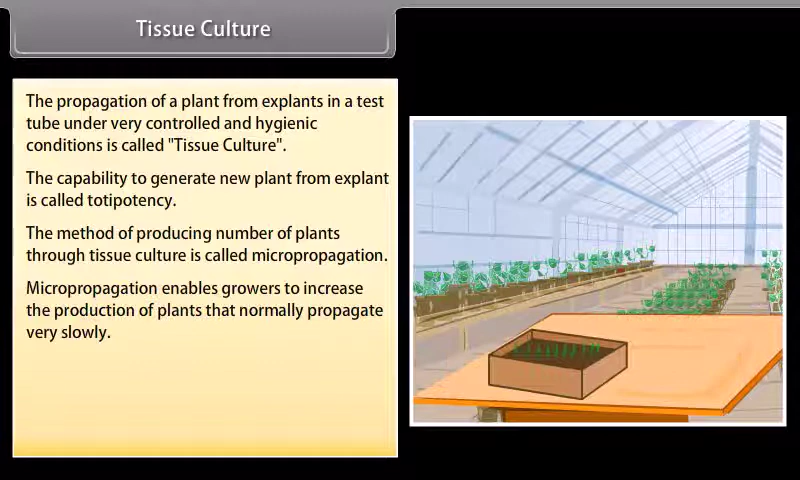 Tissue Culture
The propagation of a plant from explants in a test
tube under very controlled and hygienic
conditions is called "Tissue Culture".
The capability to generate new plant from explant
is called totipotency.
The method of producing number of plants
through tissue culture is called micropropagation.
Micropropagation enables growers to increase
the production of plants that normally propagate
very slowly.